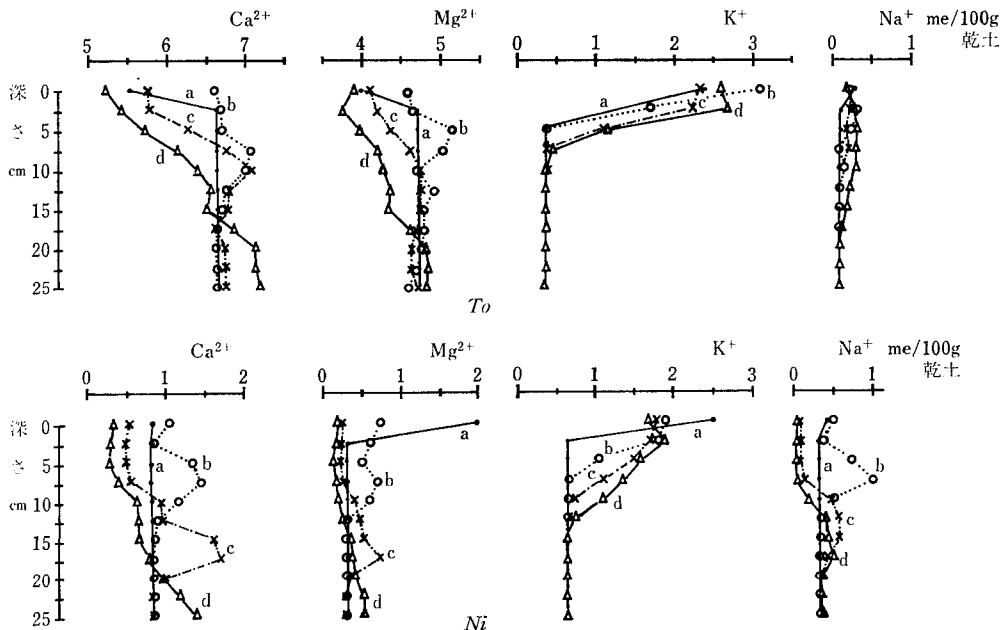 Ca²⁺ Mg²⁺ K⁺ Na⁺ me/100g
乾土
5 6 7 4 5 0 1 2 3 0 1
深 0
さ 5
cm 10
15
20
25
a b c d
a b c d
a b c d
To
Ca²⁺ Mg²⁺ K⁺ Na⁺ me/100g
乾土
0 1 2 0 1 2 0 1 2 3 0 1
深 0
さ 5
cm 10
15
20
25
a b c d
a b c d
a b c d
b c d
Ni